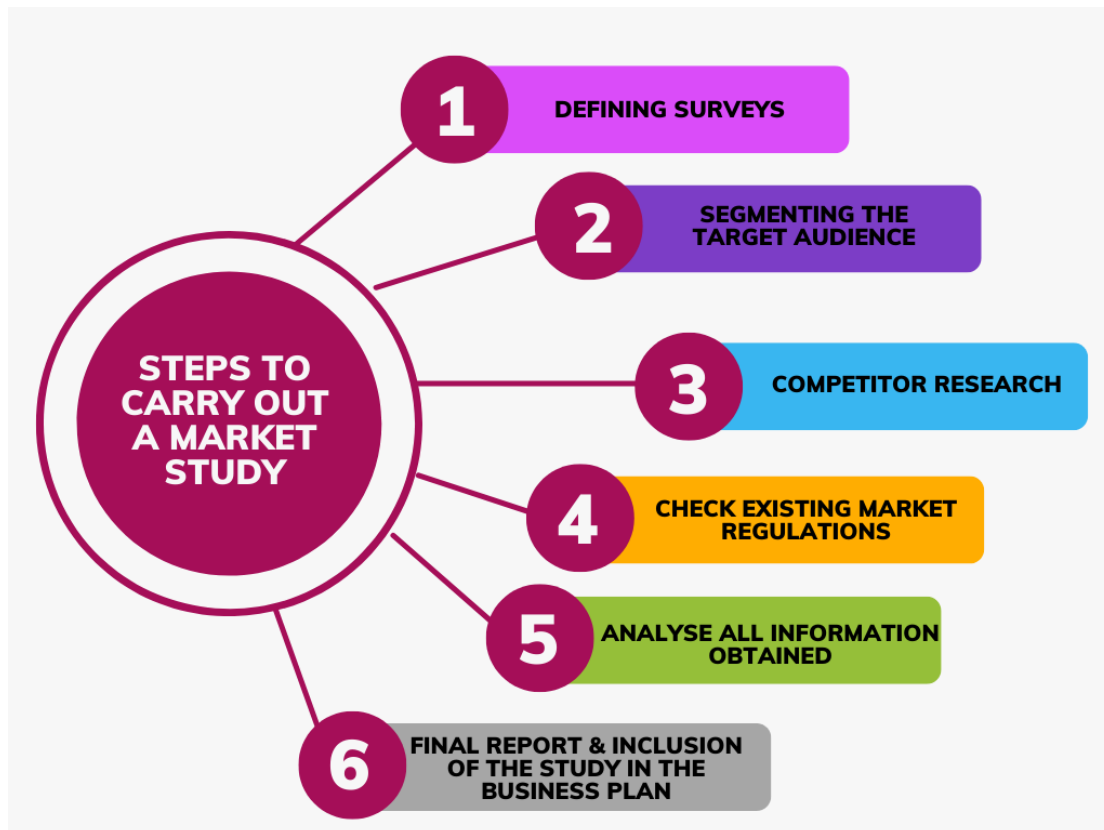 STEPS TO
CARRY OUT
A MARKET
STUDY
1
DEFINING SURVEYS
2
SEGMENTING THE
TARGET AUDIENCE
3
COMPETITOR RESEARCH
4
CHECK EXISTING MARKET
REGULATIONS
5
ANALYSE ALL INFORMATION
OBTAINED
6
FINAL REPORT & INCLUSION
OF THE STUDY IN THE
BUSINESS PLAN